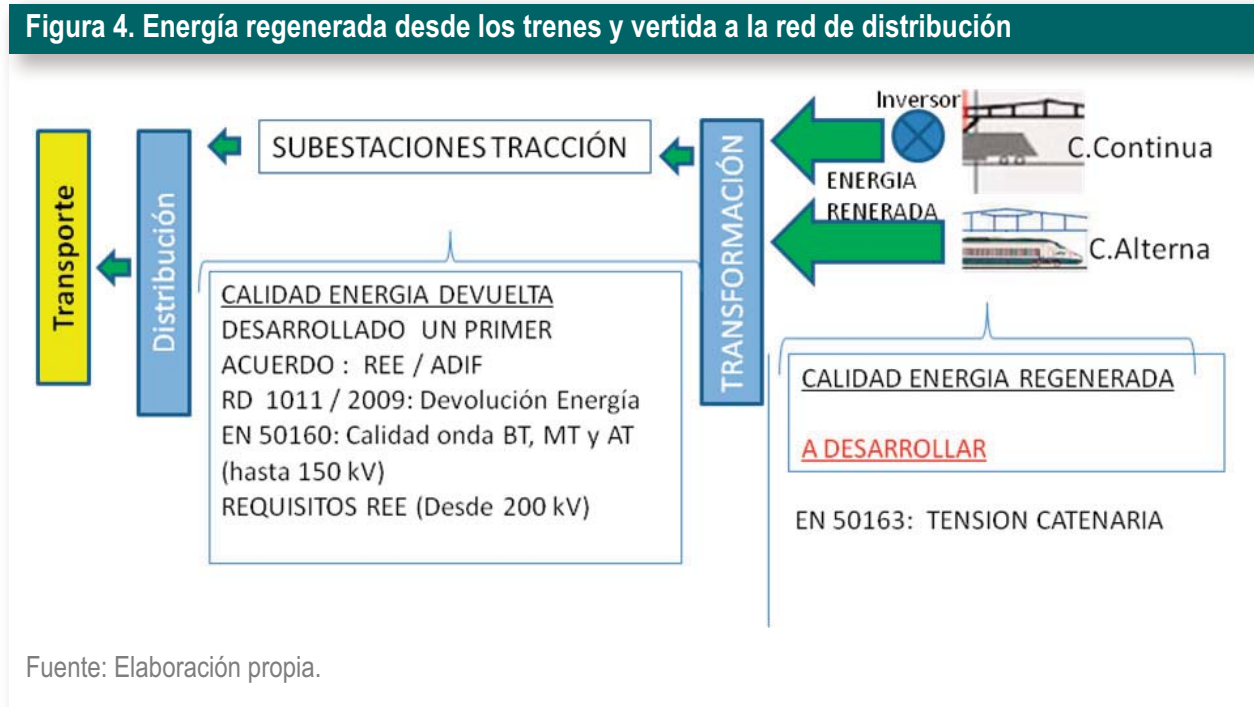 Figura 4. Energía regenerada desde los trenes y vertida a la red de distribución
Transporte
Distribución
SUBESTACIONES TRACCIÓN
TRANSFORMACIÓN
Inversor
C.Continua
ENERGIA
RENERADA
C.Alterna
CALIDAD ENERGIA DEVUELTA
DESARROLLADO UN PRIMER
ACUERDO : REE / ADIF
RD 1011 / 2009: Devolución Energía
EN 50160: Calidad onda BT, MT y AT
(hasta 150 kV)
REQUISITOS REE (Desde 200 kV)
CALIDAD ENERGIA REGENERADA
A DESARROLLAR
EN 50163: TENSION CATENARIA
Fuente: Elaboración propia.